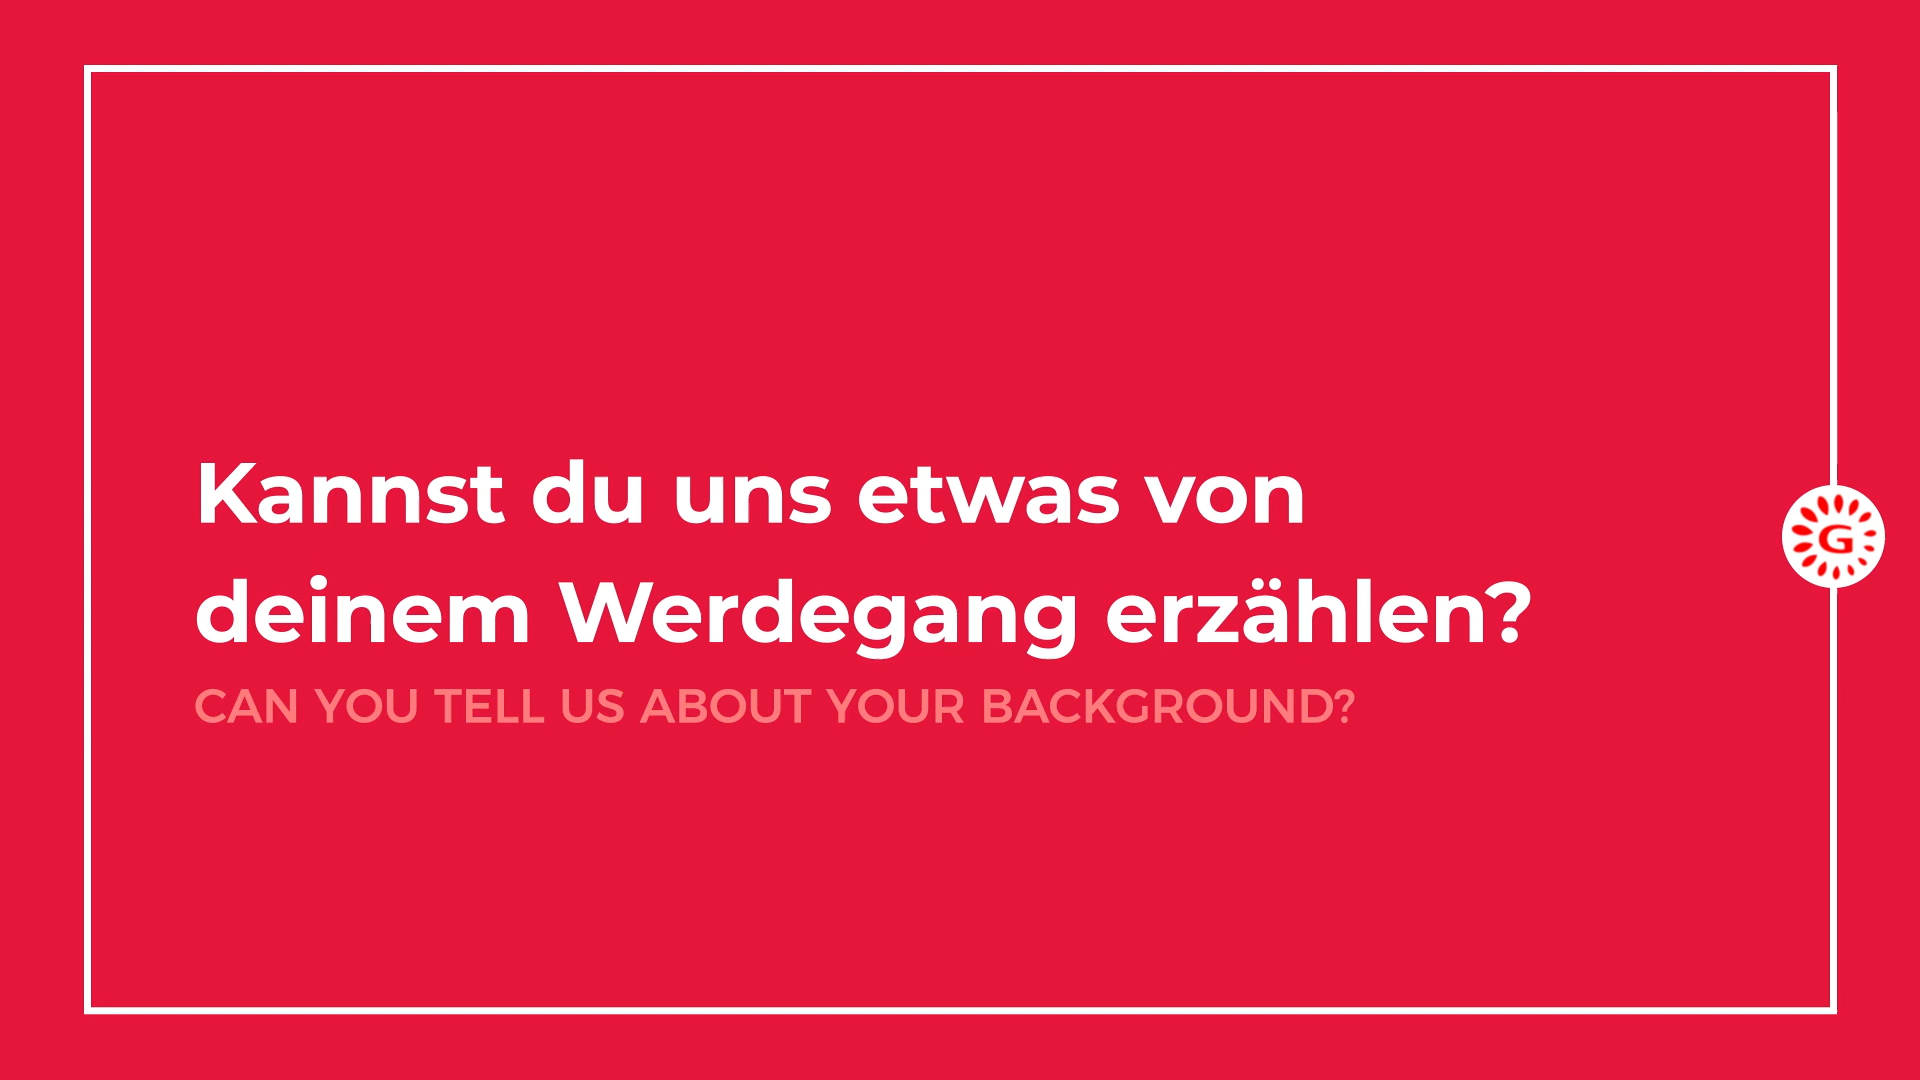 Kannst du uns etwas von
deinem Werdegang erzählen?
CAN YOU TELL US ABOUT YOUR BACKGROUND?
G